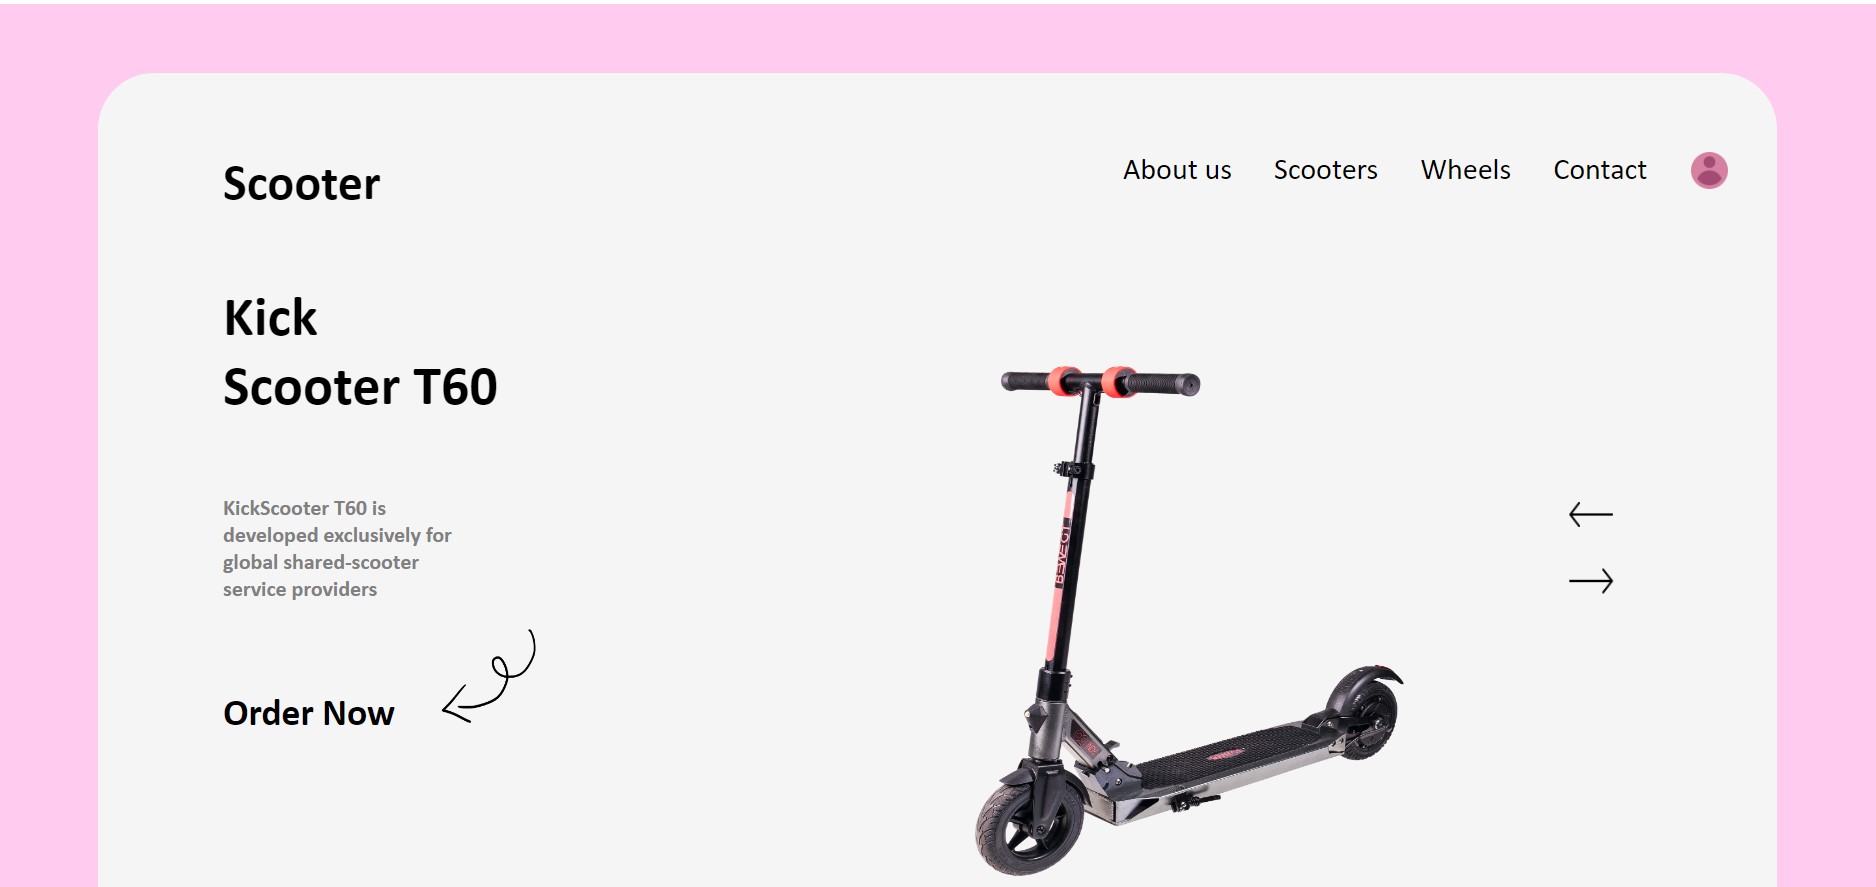 Scooter
About us Scooters Wheels Contact
Kick
Scooter T60
KickScooter T60 is
developed exclusively for
global shared-scooter
service providers
Order Now
BEWEGT